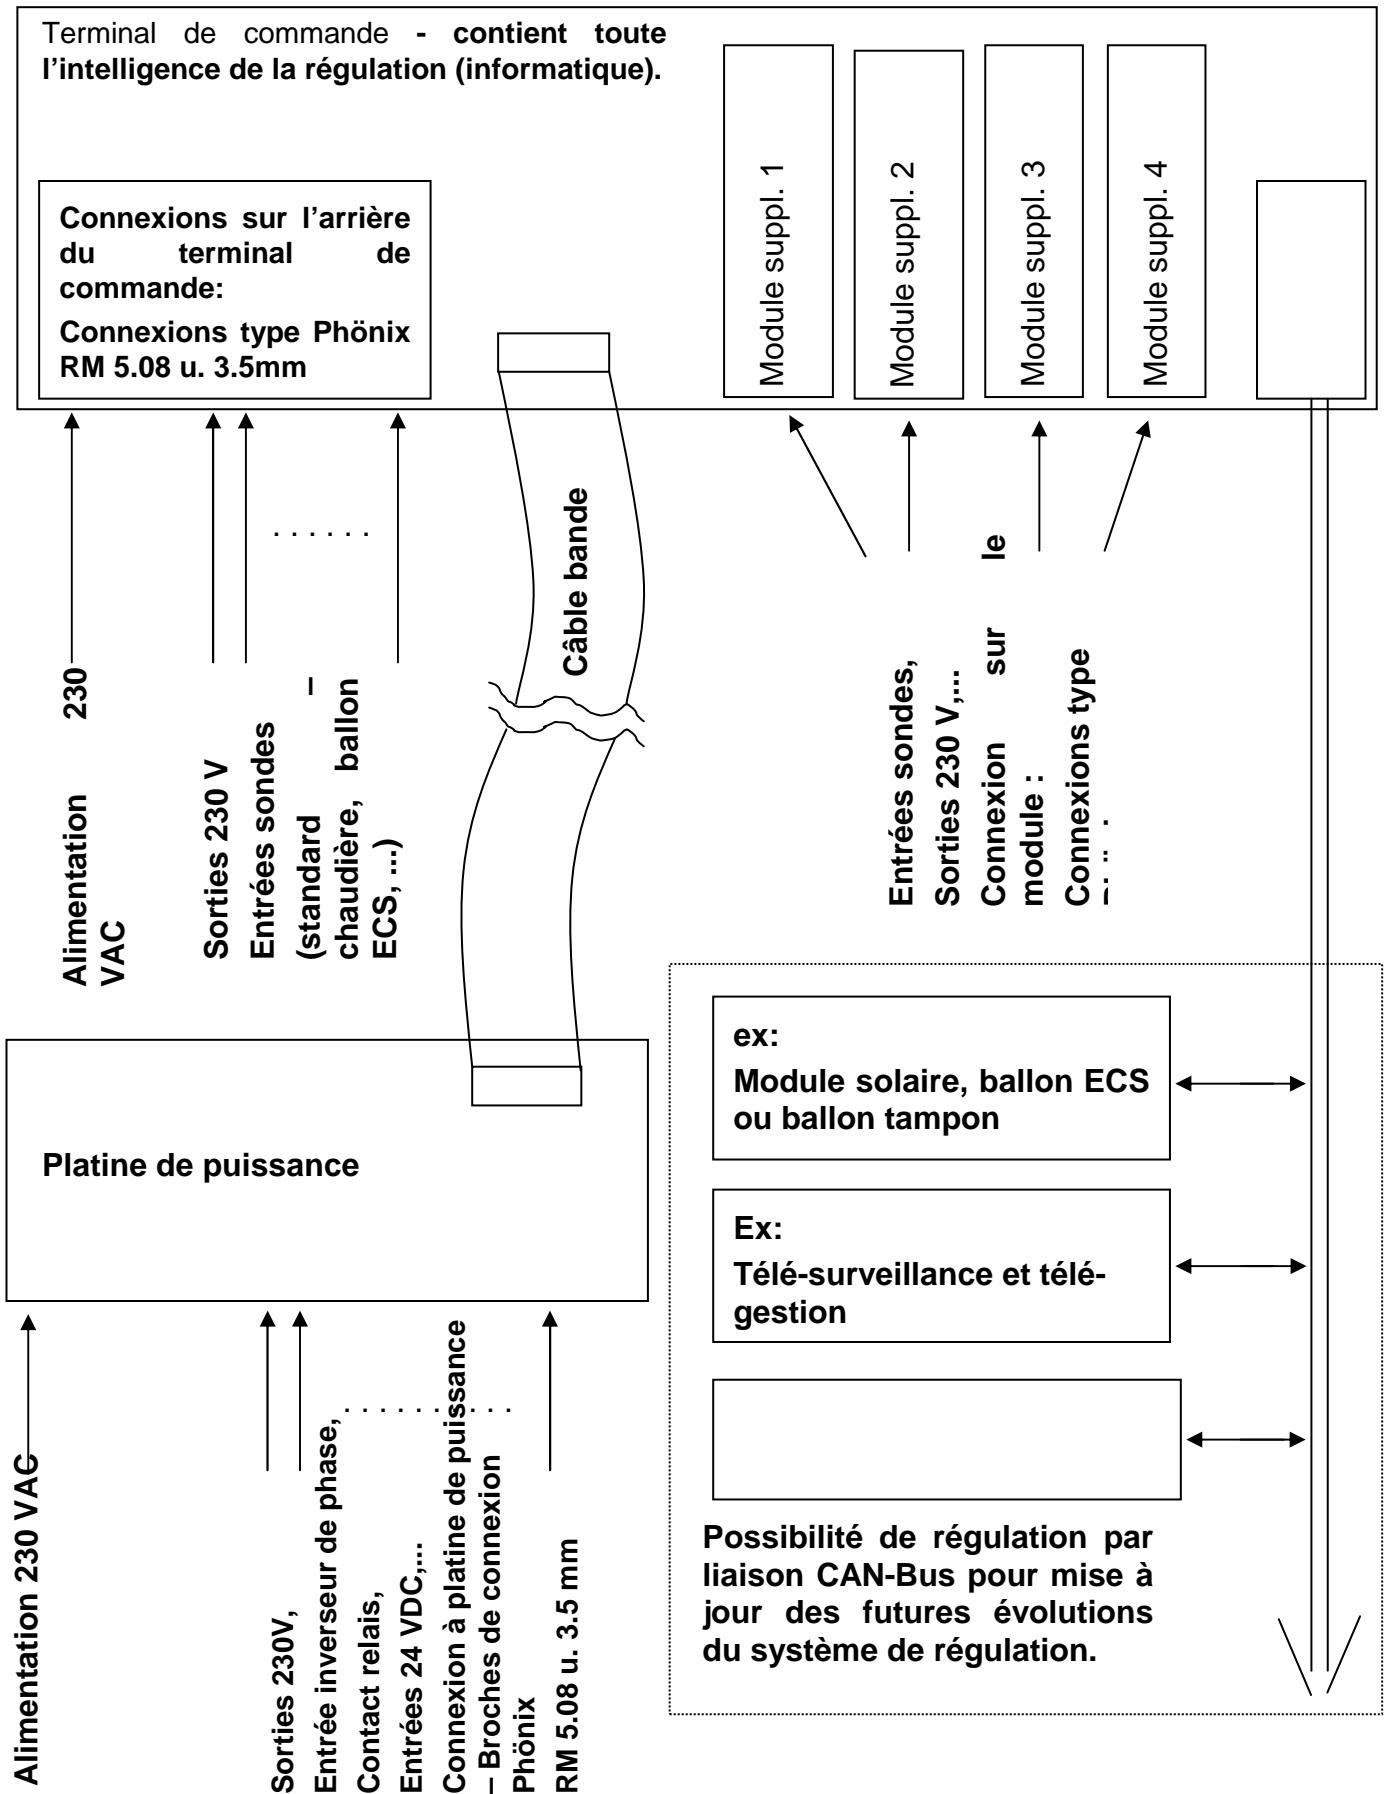 Terminal de commande - contient toute
l'intelligence de la régulation (informatique).
Connexions sur l'arrière
du terminal de
commande:
Connexions type Phönix
RM 5.08 u. 3.5mm
Module suppl. 1
Module suppl. 2
Module suppl. 3
Module suppl. 4
. . . . . .
Câble bande
Alimentation 230
VAC
Sorties 230 V
Entrées sondes
(standard –
chaudière, ballon
ECS, ...)
Entrées sondes,
Sorties 230 V,...
Connexion sur le
module :
Connexions type
Platine de puissance
ex:
Module solaire, ballon ECS
ou ballon tampon
Ex:
Télé-surveillance et télé-
gestion
Possibilité de régulation par
liaison CAN-Bus pour mise à
jour des futures évolutions
du système de régulation.
Alimentation 230 VAC
Sorties 230V,
Entrée inverseur de phase,
. . . . . . . . . .
Contact relais,
Entrées 24 VDC,...
Connexion à platine de puissance
– Broches de connexion
Phönix
RM 5.08 u. 3.5 mm